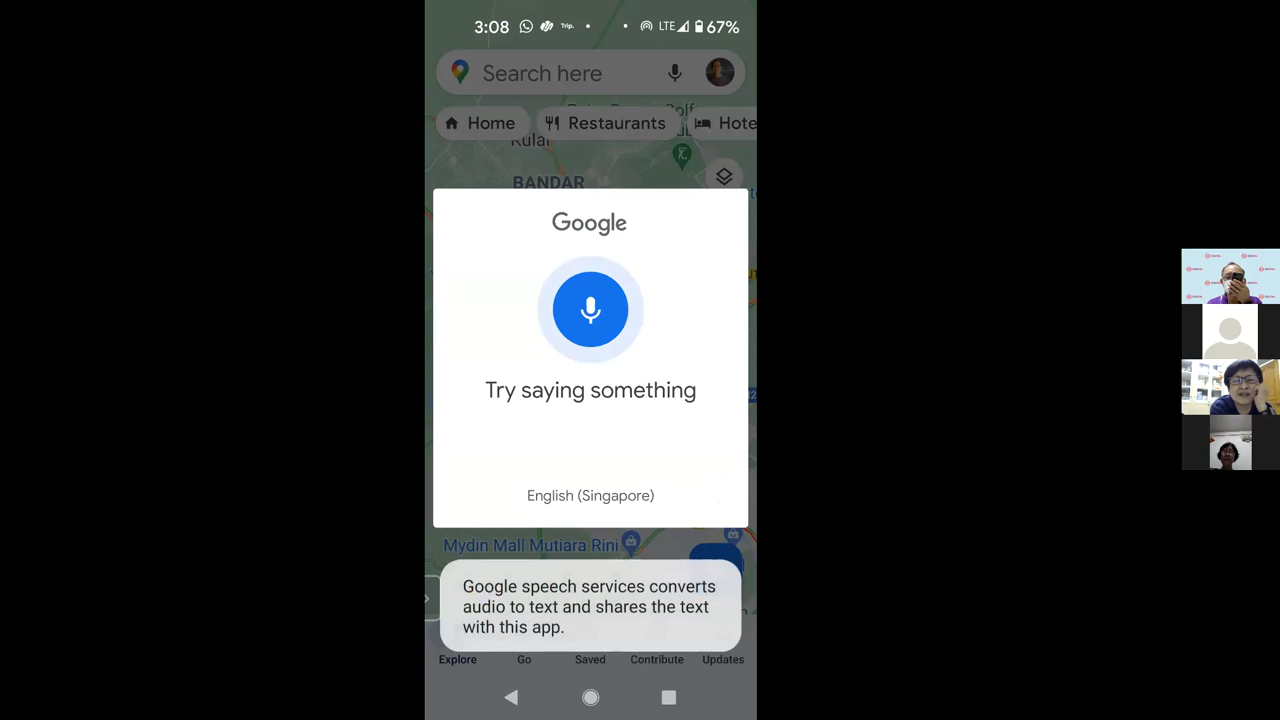 3:08
Trip.
LTE
67%
Search here
Home
Restaurants
Hote
Kulai
BANDAR
Google
Try saying something
English (Singapore)
Mydin Mall Mutiara Rini
Google speech services converts
audio to text and shares the text
with this app.
Explore
Go
Saved
Contribute
Updates